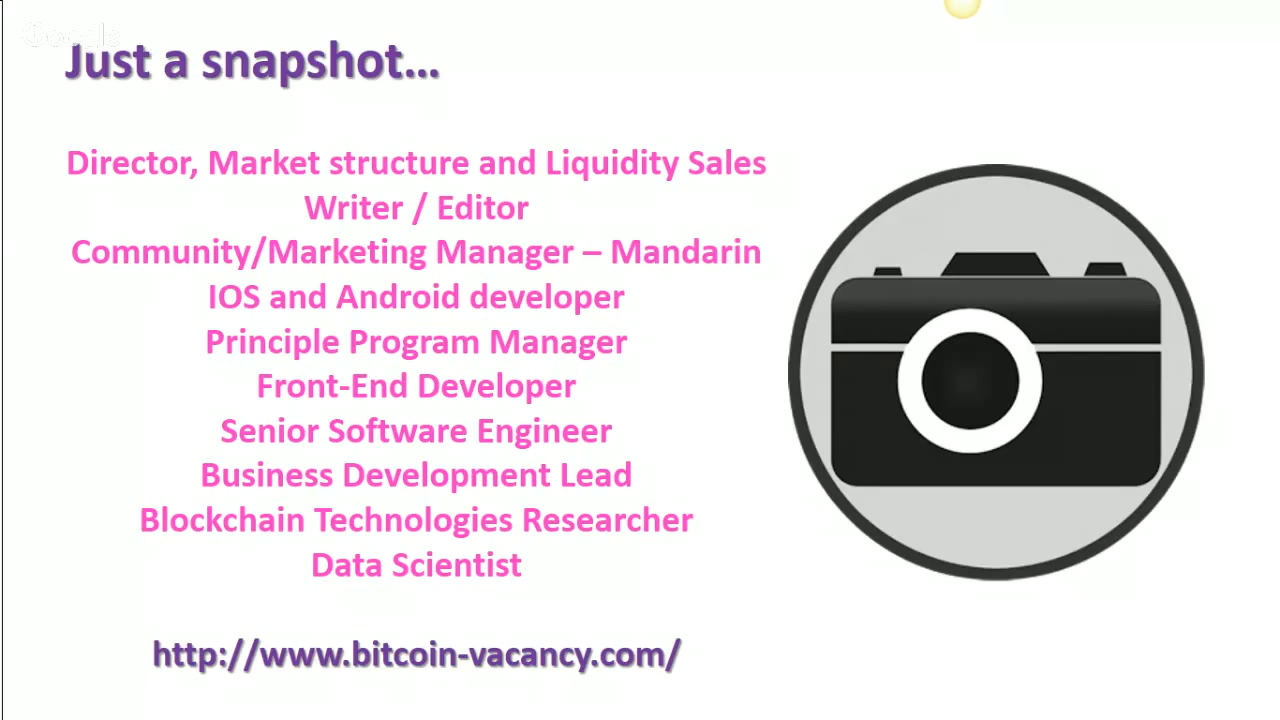 Google
Just a snapshot...
Director, Market structure and Liquidity Sales
Writer / Editor
Community/Marketing Manager – Mandarin
IOS and Android developer
Principle Program Manager
Front-End Developer
Senior Software Engineer
Business Development Lead
Blockchain Technologies Researcher
Data Scientist
http://www.bitcoin-vacancy.com/